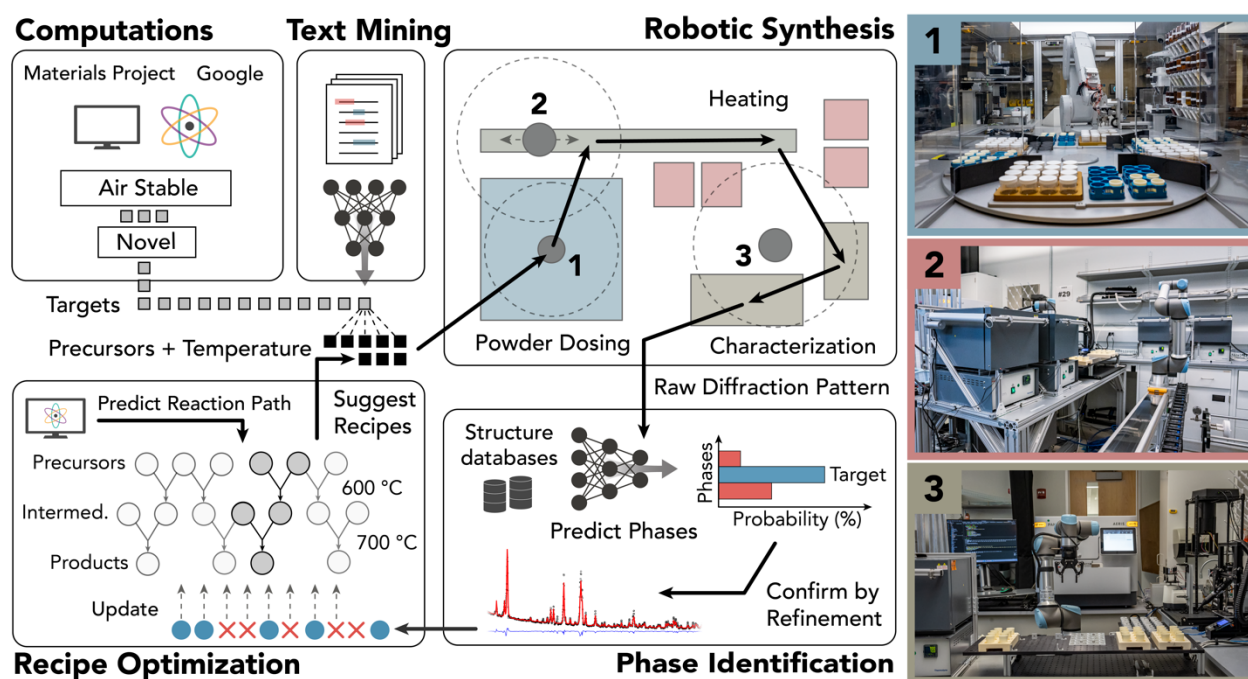 Computations
Materials Project
Google
Air Stable
Novel
Targets
Text Mining
Precursors + Temperature
Robotic Synthesis
2
Heating
1
3
Powder Dosing
Characterization
Raw Diffraction Pattern
Predict Reaction Path
Suggest
Recipes
Precursors
600 °C
Intermed.
700 °C
Products
Update
Recipe Optimization
Structure
databases
Predict Phases
Phases
Target
Probability (%)
Confirm by
Refinement
Phase Identification
1
2
#29
3